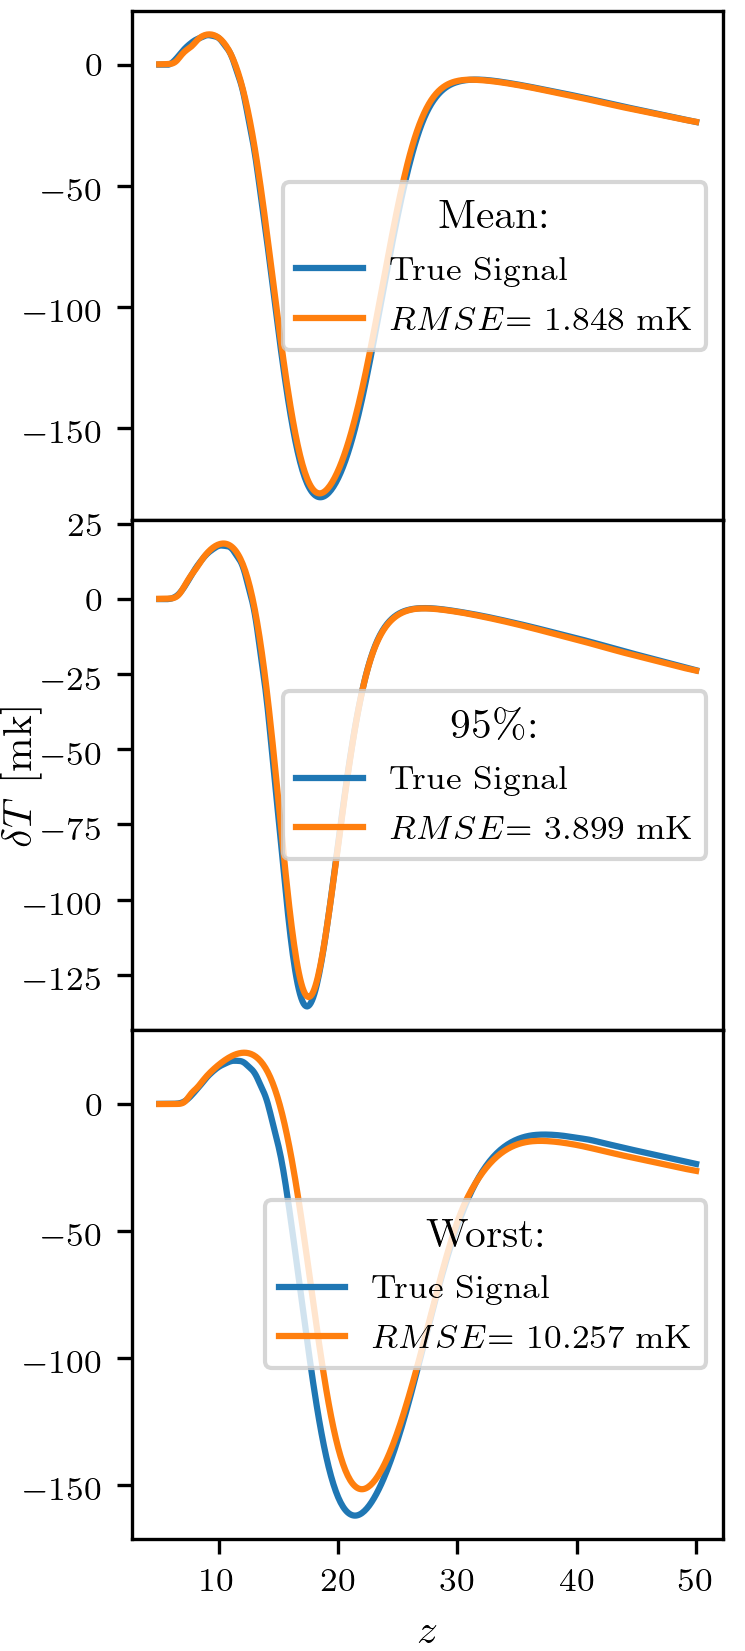 0
−50
−100
−150
Mean:
True Signal
RMSE= 1.848 mK
25
0
−25
−50
−75
−100
−125
95%:
True Signal
RMSE= 3.899 mK
δT [mk]
0
−50
−100
−150
Worst:
True Signal
RMSE= 10.257 mK
10 20 30 40 50
z